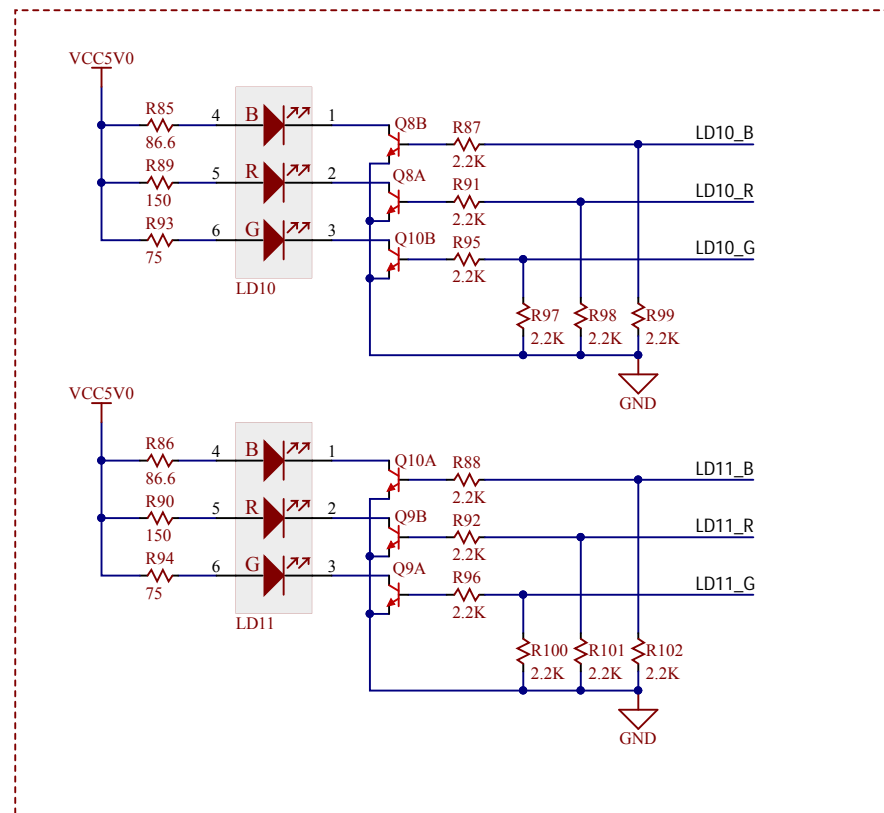 VCC5V0
R85
4
B
1
Q8B
R87
LD10_B
86.6
2.2K
R89
5
R
2
Q8A
R91
LD10_R
150
2.2K
R93
6
G
3
Q10B
R95
LD10_G
75
2.2K
LD10
R97
R98
R99
2.2K
2.2K
2.2K
GND
VCC5V0
R86
4
B
1
Q10A
R88
LD11_B
86.6
2.2K
R90
5
R
2
Q9B
R92
LD11_R
150
2.2K
R94
6
G
3
Q9A
R96
LD11_G
75
2.2K
LD11
R100
R101
R102
2.2K
2.2K
2.2K
GND